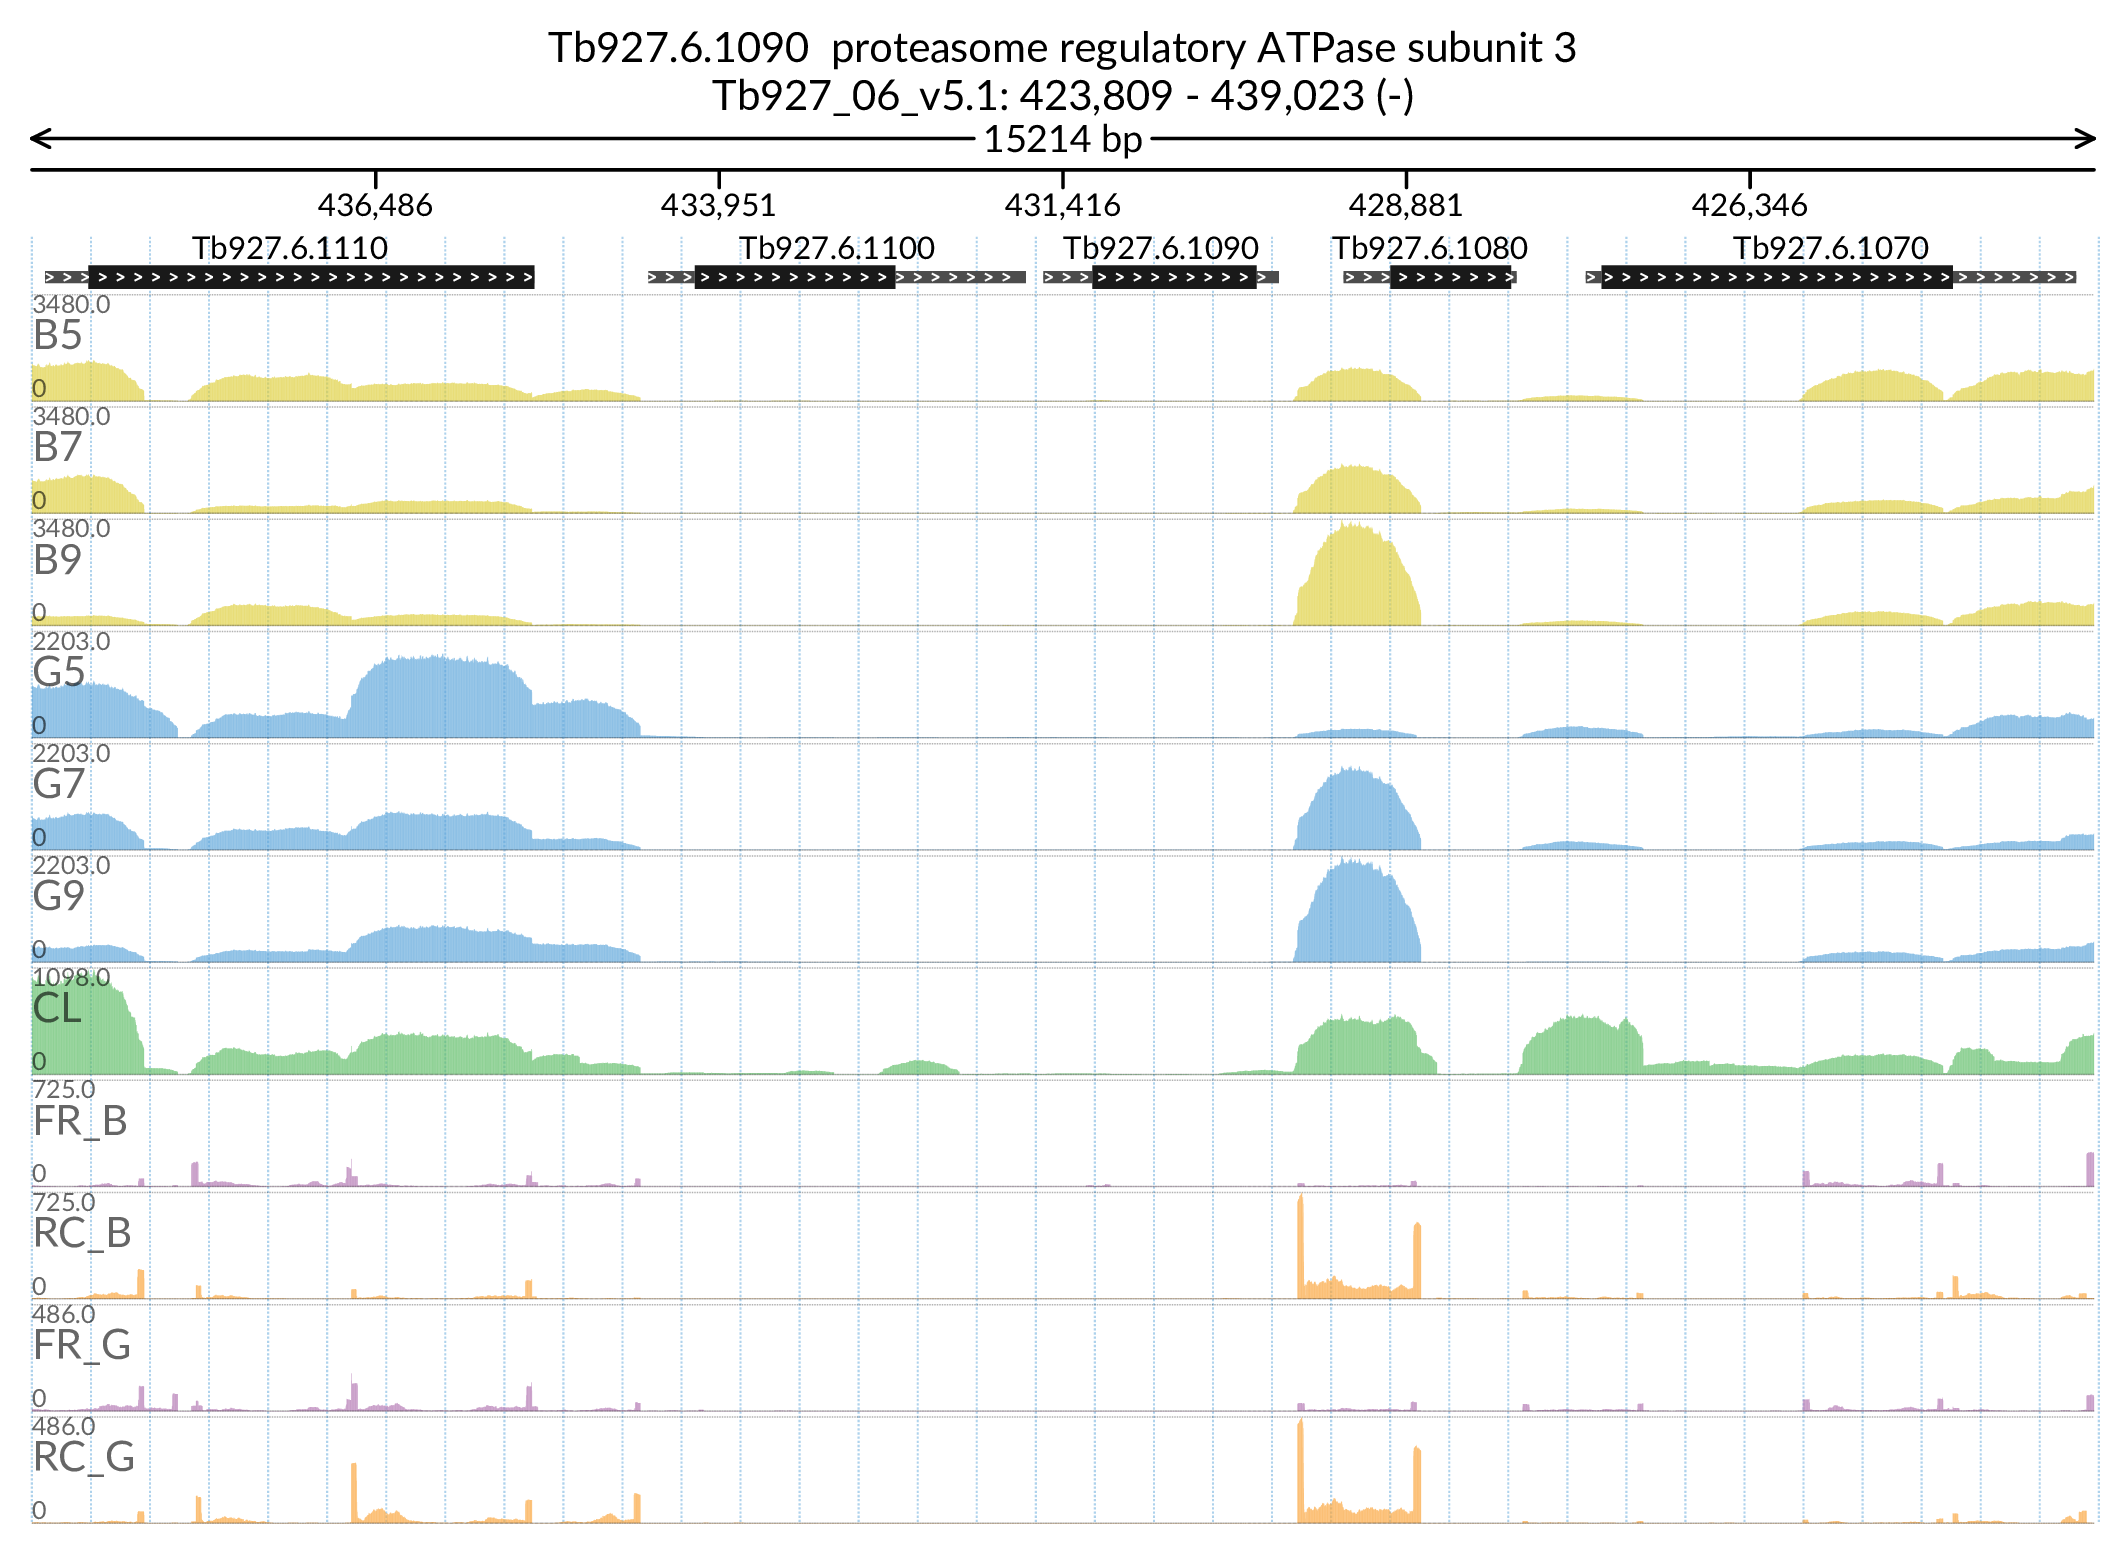 Tb927.6.1090 proteasome regulatory ATPase subunit 3
Tb927_06_v5.1: 423,809 - 439,023 (-)
15214 bp
436,486 433,951 431,416 428,881 426,346
Tb927.6.1110 Tb927.6.1100 Tb927.6.1090 Tb927.6.1080 Tb927.6.1070
3480.0
B5
0
3480.0
B7
0
3480.0
B9
0
2203.0
G5
0
2203.0
G7
0
2203.0
G9
0
1098.0
CL
0
725.0
FR_B
0
725.0
RC_B
0
486.0
FR_G
0
486.0
RC_G
0